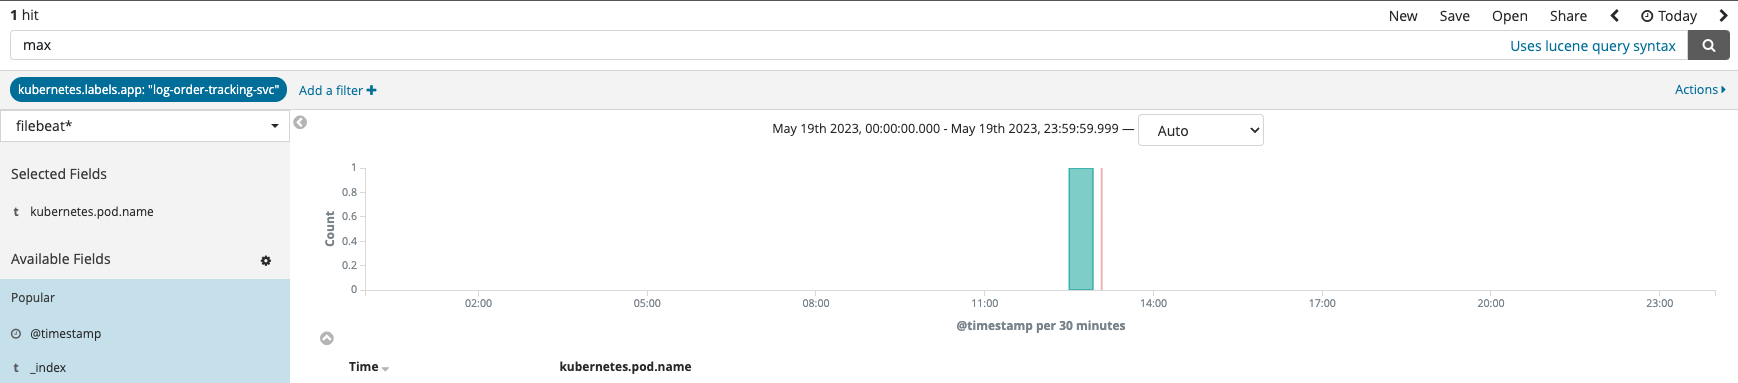 1 hit
New Save Open Share Today
max
Uses lucene query syntax
kubernetes.labels.app: "log-order-tracking-svc"
Add a filter
Actions
filebeat*
May 19th 2023, 00:00:00.000 - May 19th 2023, 23:59:59.999 — Auto
Selected Fields
t kubernetes.pod.name
Available Fields
Popular
@timestamp
t _index
Count
1
0.8
0.6
0.4
0.2
0
02:00 05:00 08:00 11:00 14:00 17:00 20:00 23:00
@timestamp per 30 minutes
Time kubernetes.pod.name